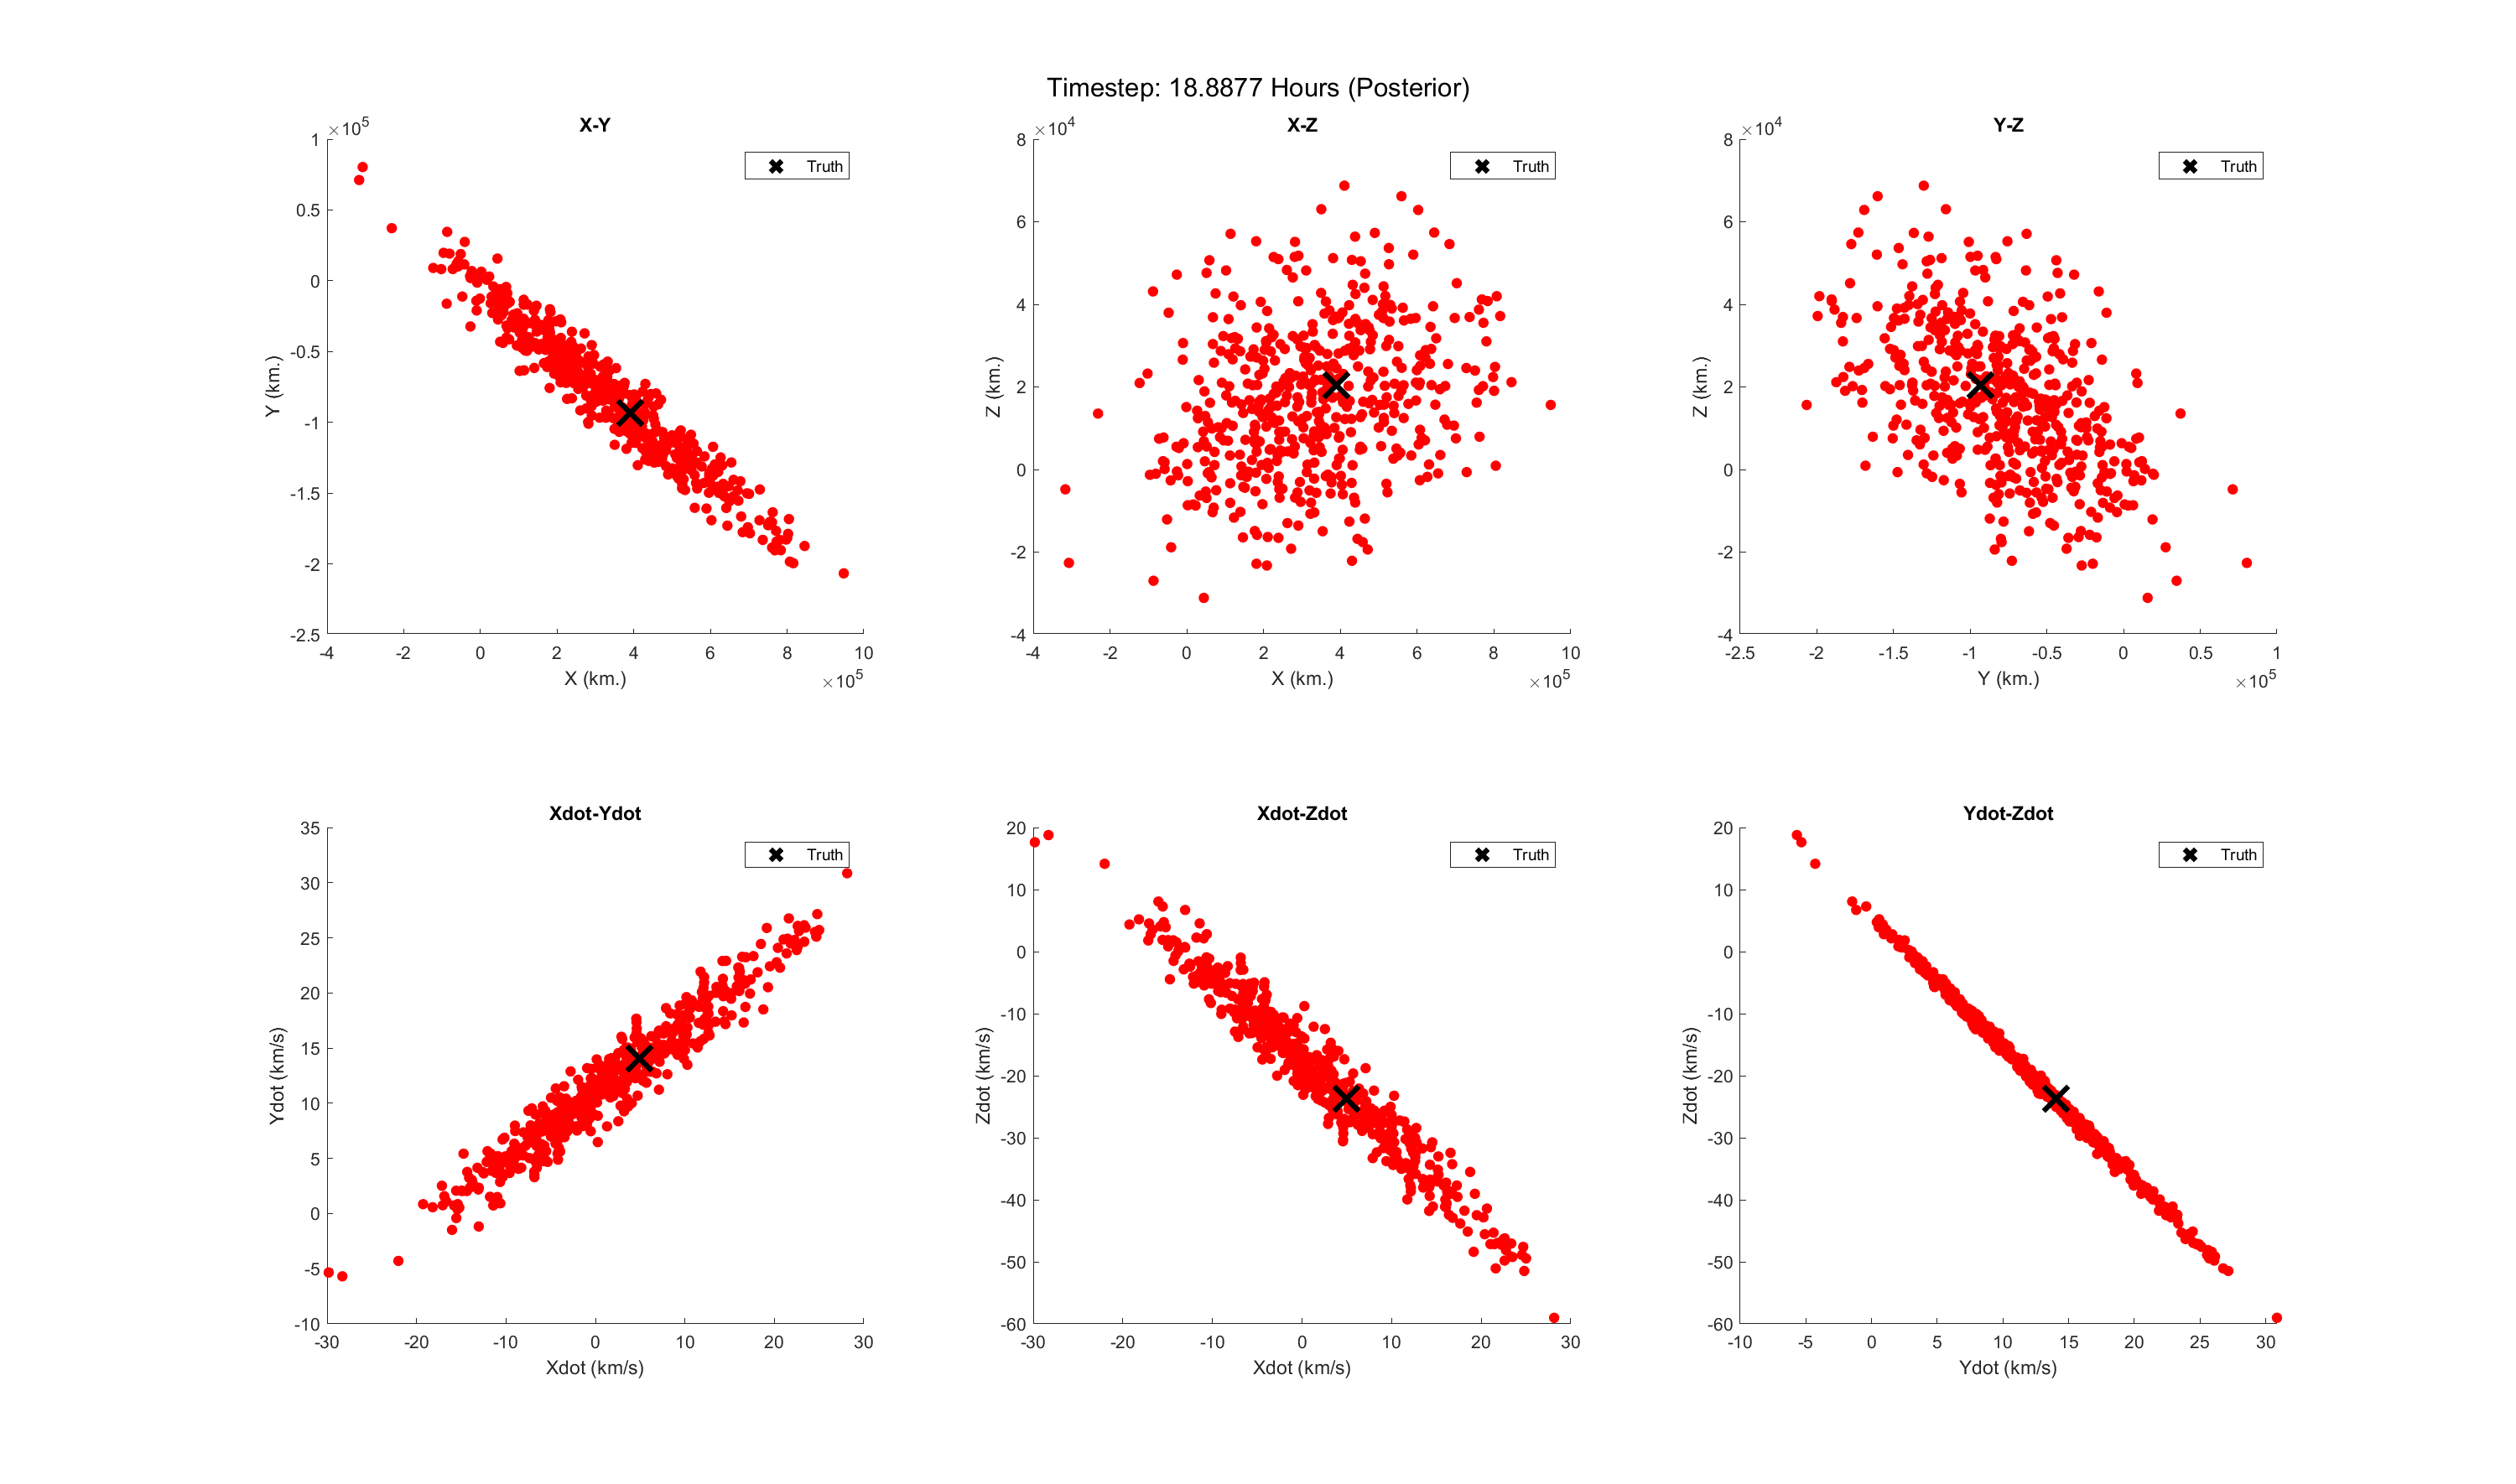 Timestep: 18.8877 Hours (Posterior)
X-Y
×10^5
Truth
1
0.5
0
-0.5
-1
-1.5
-2
-2.5
Y (km.)
-4 -2 0 2 4 6 8 10
X (km.)
×10^5
X-Z
×10^4
Truth
8
6
4
2
0
-2
-4
Z (km.)
-4 -2 0 2 4 6 8 10
X (km.)
×10^5
Y-Z
×10^4
Truth
8
6
4
2
0
-2
-4
Z (km.)
-2.5 -2 -1.5 -1 -0.5 0 0.5 1
Y (km.)
×10^5
Xdot-Ydot
Truth
35
30
25
20
15
10
5
0
-5
-10
Ydot (km/s)
-30 -20 -10 0 10 20 30
Xdot (km/s)
Xdot-Zdot
Truth
20
10
0
-10
-20
-30
-40
-50
-60
Zdot (km/s)
-30 -20 -10 0 10 20 30
Xdot (km/s)
Ydot-Zdot
Truth
20
10
0
-10
-20
-30
-40
-50
-60
Zdot (km/s)
-10 -5 0 5 10 15 20 25 30
Ydot (km/s)